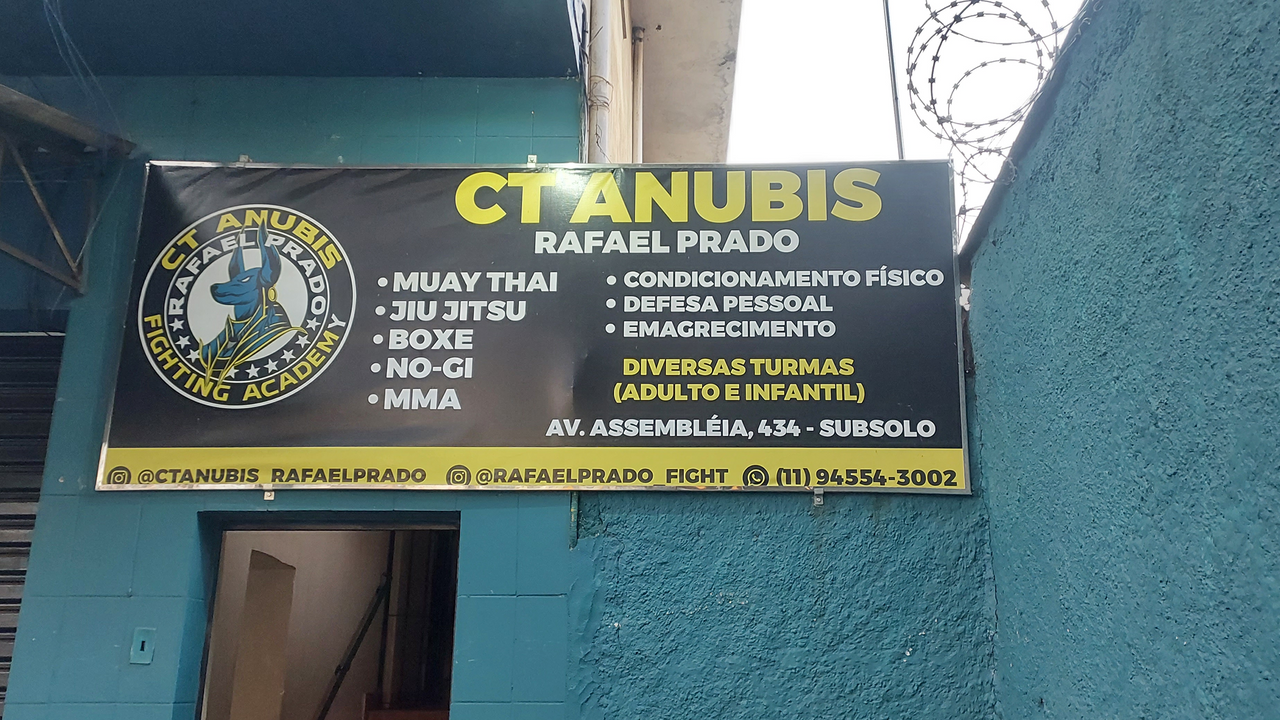 CT ANUBIS
RAFAEL PRADO
FIGHTING ACADEMY
CT ANUBIS
RAFAEL PRADO
• MUAY THAI
• JIU JITSU
• BOXE
• NO-GI
• MMA
• CONDICIONAMENTO FÍSICO
• DEFESA PESSOAL
• EMAGRECIMENTO
DIVERSAS TURMAS
(ADULTO E INFANTIL)
AV. ASSEMBLÉIA, 434 - SUBSOLO
@CTANUBIS_RAFAELPRADO @RAFAELPRADO_FIGHT (11) 94554-3002